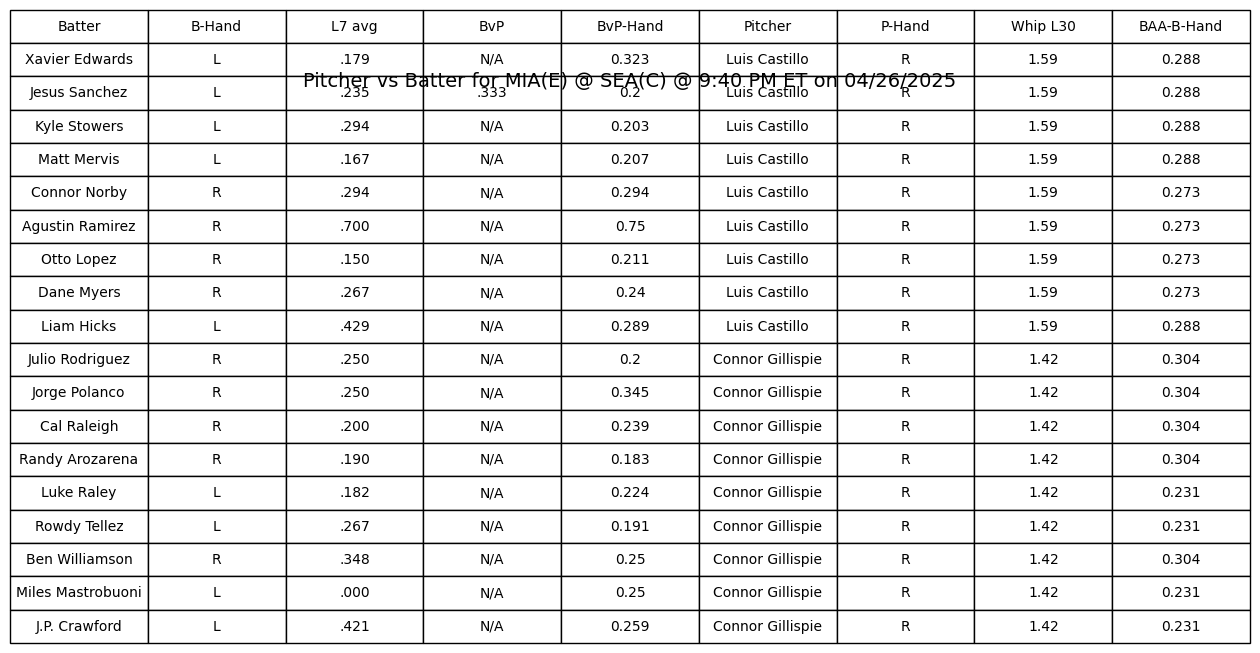 Batter B-Hand L7 avg BvP BvP-Hand Pitcher P-Hand Whip L30 BAA-B-Hand
Xavier Edwards L .179 N/A 0.323 Luis Castillo R 1.59 0.288
Pitcher vs Batter for MIA(E) @ SEA(C) @ 9:40 PM ET on 04/26/2025
Jesus Sanchez L .235 .333 0.2 Luis Castillo R 1.59 0.288
Kyle Stowers L .294 N/A 0.203 Luis Castillo R 1.59 0.288
Matt Mervis L .167 N/A 0.207 Luis Castillo R 1.59 0.288
Connor Norby R .294 N/A 0.294 Luis Castillo R 1.59 0.273
Agustin Ramirez R .700 N/A 0.75 Luis Castillo R 1.59 0.273
Otto Lopez R .150 N/A 0.211 Luis Castillo R 1.59 0.273
Dane Myers R .267 N/A 0.24 Luis Castillo R 1.59 0.273
Liam Hicks L .429 N/A 0.289 Luis Castillo R 1.59 0.288
Julio Rodriguez R .250 N/A 0.2 Connor Gillispie R 1.42 0.304
Jorge Polanco R .250 N/A 0.345 Connor Gillispie R 1.42 0.304
Cal Raleigh R .200 N/A 0.239 Connor Gillispie R 1.42 0.304
Randy Arozarena R .190 N/A 0.183 Connor Gillispie R 1.42 0.304
Luke Raley L .182 N/A 0.224 Connor Gillispie R 1.42 0.231
Rowdy Tellez L .267 N/A 0.191 Connor Gillispie R 1.42 0.231
Ben Williamson R .348 N/A 0.25 Connor Gillispie R 1.42 0.304
Miles Mastrobuoni L .000 N/A 0.25 Connor Gillispie R 1.42 0.231
J.P. Crawford L .421 N/A 0.259 Connor Gillispie R 1.42 0.231